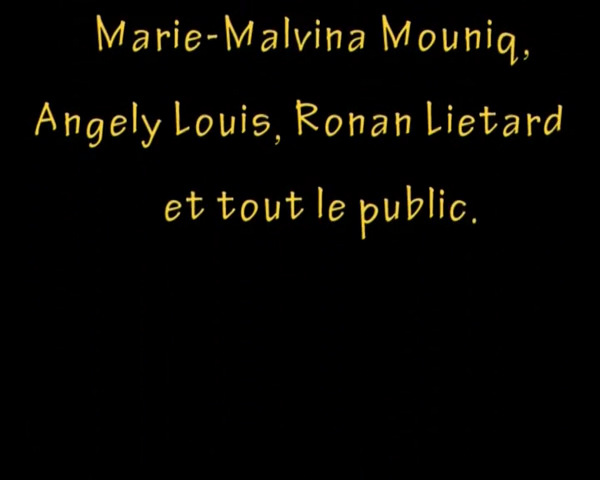 Marie-Malvina Mouniq,
Angely Louis, Ronan Lietard
et tout le public.